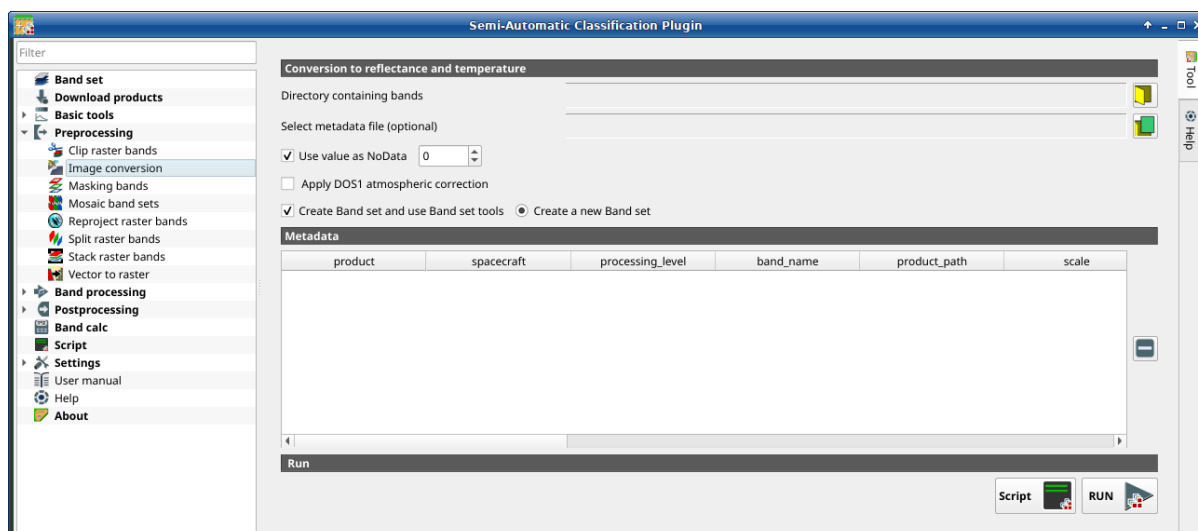 Semi-Automatic Classification Plugin
Filter
Band set
Download products
Basic tools
Preprocessing
Clip raster bands
Image conversion
Masking bands
Mosaic band sets
Reproject raster bands
Split raster bands
Stack raster bands
Vector to raster
Band processing
Postprocessing
Band calc
Script
Settings
User manual
Help
About
Conversion to reflectance and temperature
Directory containing bands
Select metadata file (optional)
Use value as NoData 0
Apply DOS1 atmospheric correction
Create Band set and use Band set tools Create a new Band set
Metadata
product spacecraft processing_level band_name product_path scale
Run
Script RUN
Tool
Help